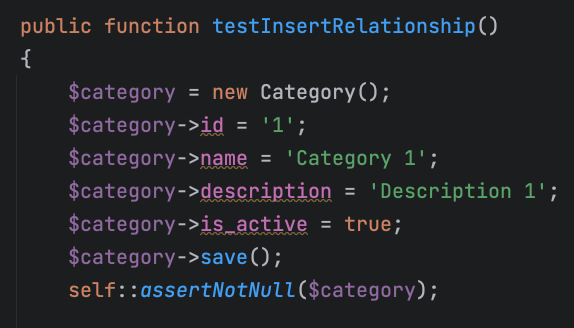 public function testInsertRelationship()
{
    $category = new Category();
    $category->id = '1';
    $category->name = 'Category 1';
    $category->description = 'Description 1';
    $category->is_active = true;
    $category->save();
    self::assertNotNull($category);